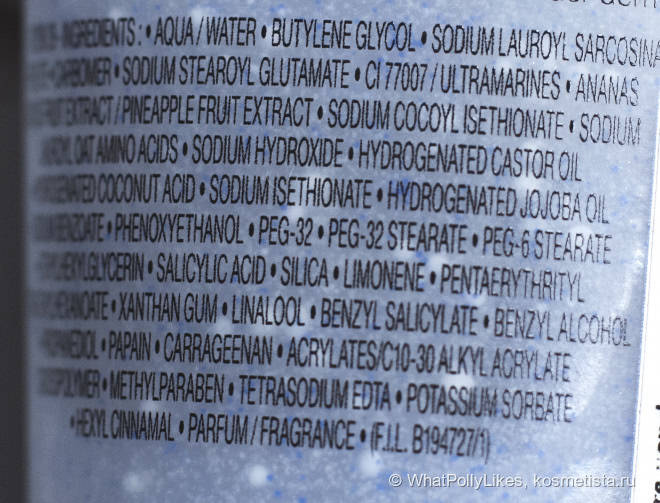 INGREDIENTS : • AQUA / WATER • BUTYLENE GLYCOL • SODIUM LAUROYL SARCOSINA
• CARBOMER • SODIUM STEAROYL GLUTAMATE • CI 77007 / ULTRAMARINES • ANANAS
FRUIT EXTRACT / PINEAPPLE FRUIT EXTRACT • SODIUM COCOYL ISETHIONATE • SODIUM
OAT AMINO ACIDS • SODIUM HYDROXIDE • HYDROGENATED CASTOR OIL
COCONUT ACID • SODIUM ISETHIONATE • HYDROGENATED JOJOBA OIL
BENZOATE • PHENOXYETHANOL • PEG-32 • PEG-32 STEARATE • PEG-6 STEARATE
• SALICYLIC ACID • SILICA • LIMONENE • PENTAERYTHRITYL
• XANTHAN GUM • LINALOOL • BENZYL SALICYLATE • BENZYL ALCOHOL
• PAPAIN • CARRAGEENAN • ACRYLATES/C10-30 ALKYL ACRYLATE
• METHYLPARABEN • TETRASODIUM EDTA • POTASSIUM SORBATE
• HEXYL CINNAMAL • PARFUM / FRAGRANCE • (F.I.L. B194727/1)
© WhatPollyLikes, kosmetista.ru